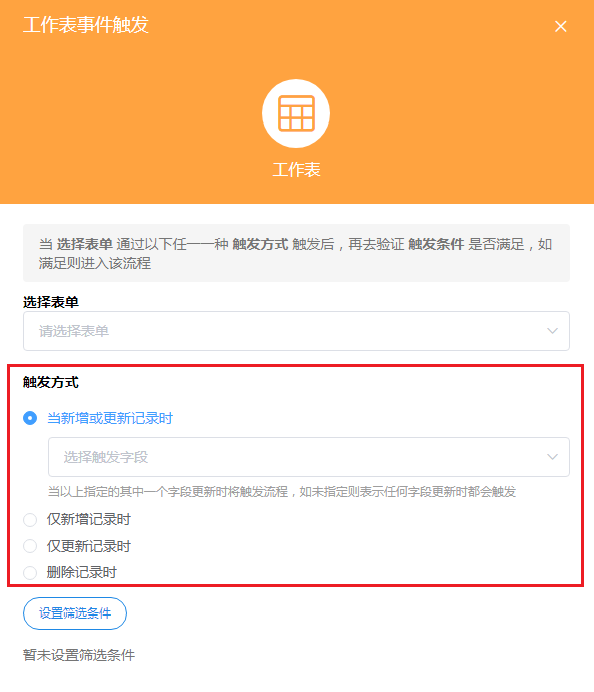 工作表事件触发
工作表
当 选择表单 通过以下任一一种 触发方式 触发后，再去验证 触发条件 是否满足，如
满足则进入该流程
选择表单
请选择表单
触发方式
当新增或更新记录时
选择触发字段
当以上指定的其中一个字段更新时将触发流程，如未指定则表示任何字段更新时都会触发
仅新增记录时
仅更新记录时
删除记录时
设置筛选条件
暂未设置筛选条件